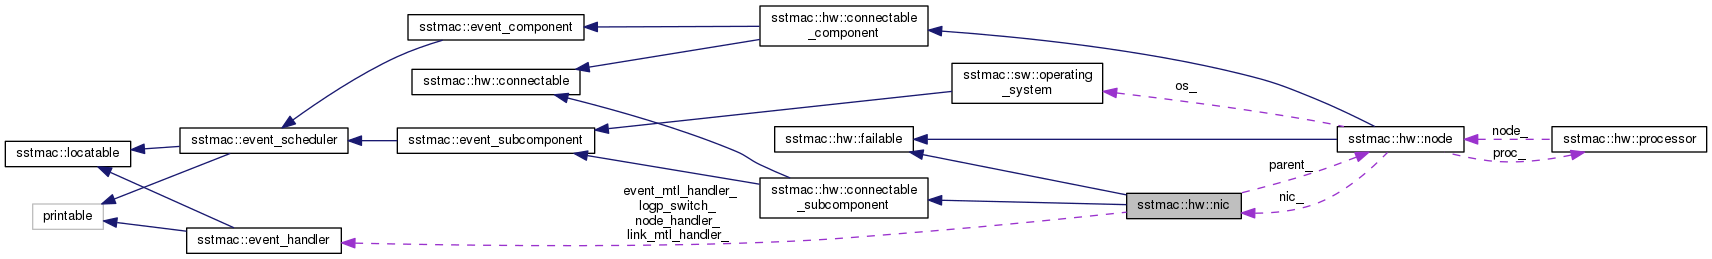 sstmac::hw::connectable
_component
sstmac::event_component
sstmac::hw::connectable
sstmac::sw::operating
_system
os_
sstmac::event_scheduler
sstmac::event_subcomponent
sstmac::hw::failable
sstmac::hw::node
node_
proc_
sstmac::hw::processor
sstmac::locatable
parent_
nic_
sstmac::hw::connectable
_subcomponent
sstmac::hw::nic
event_mtl_handler_
logp_switch_
node_handler_
link_mtl_handler_
printable
sstmac::event_handler